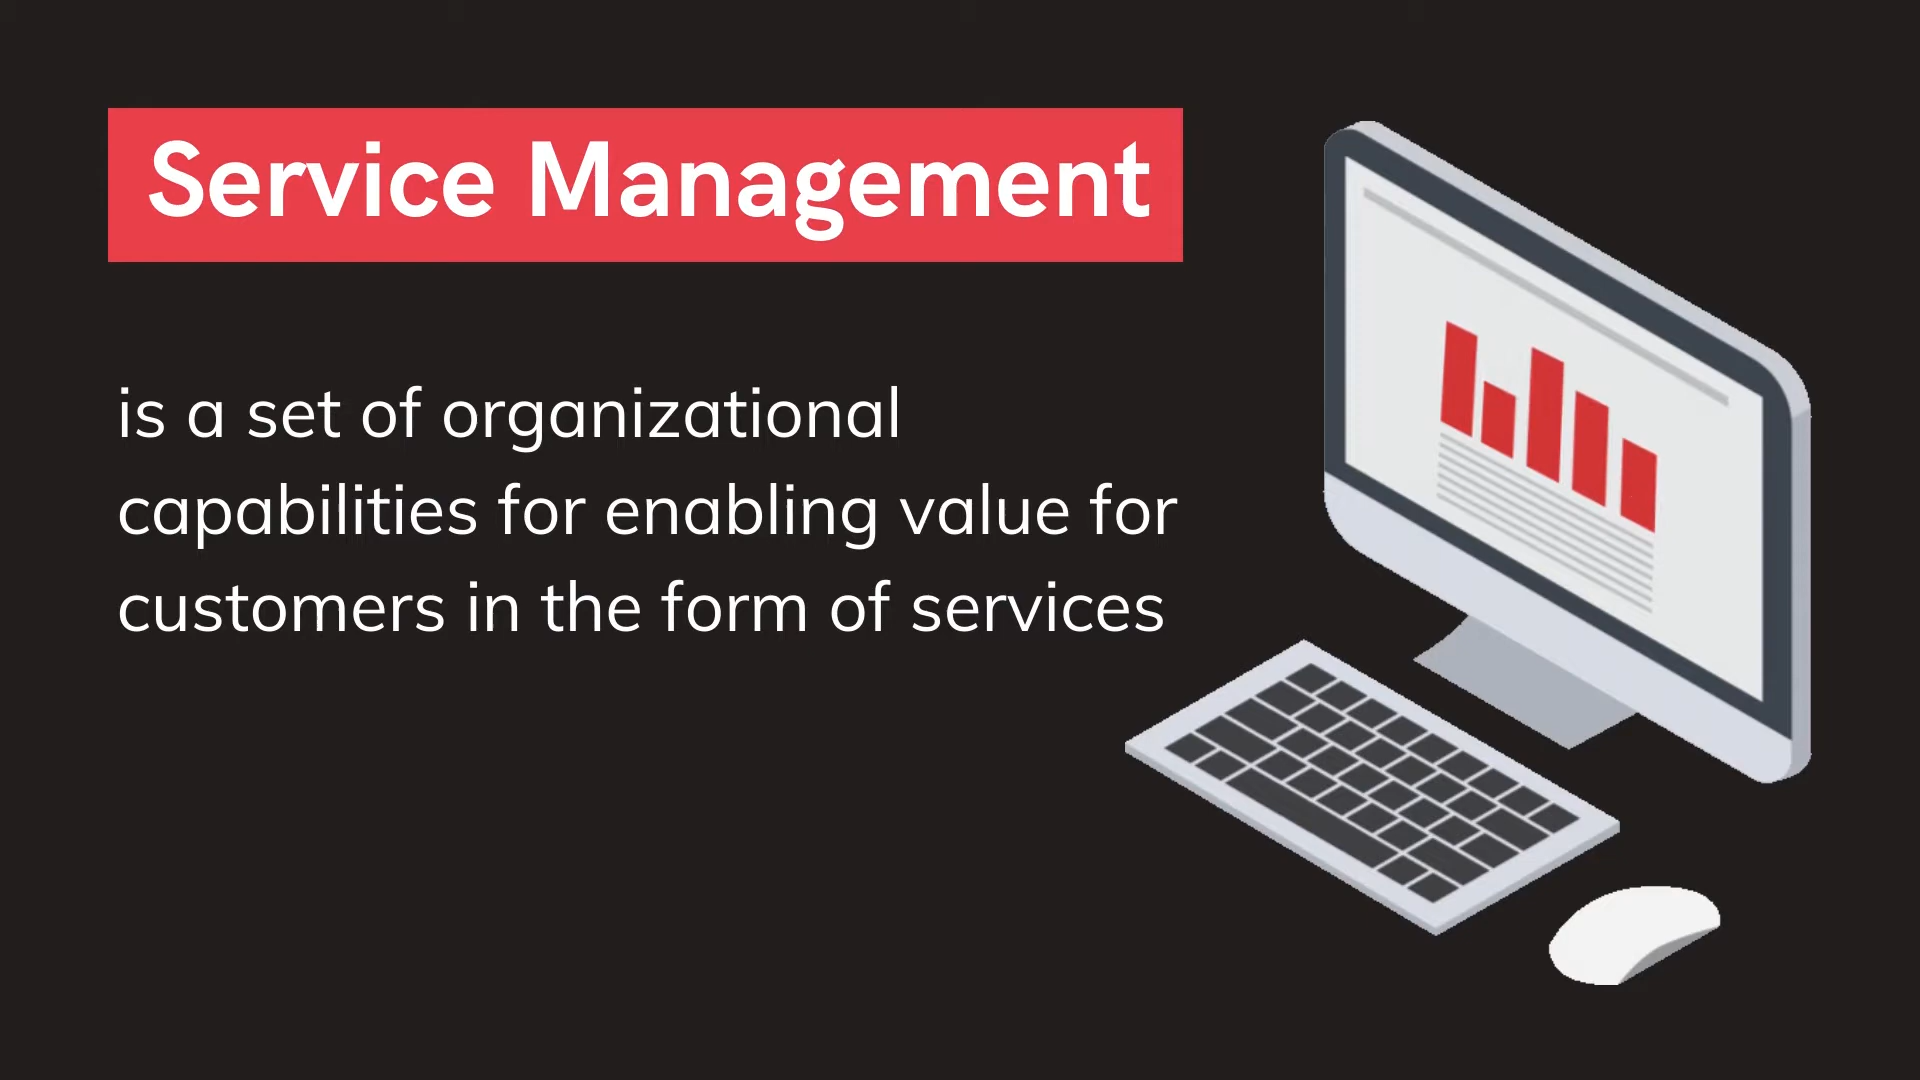 Service Management
is a set of organizational
capabilities for enabling value for
customers in the form of services